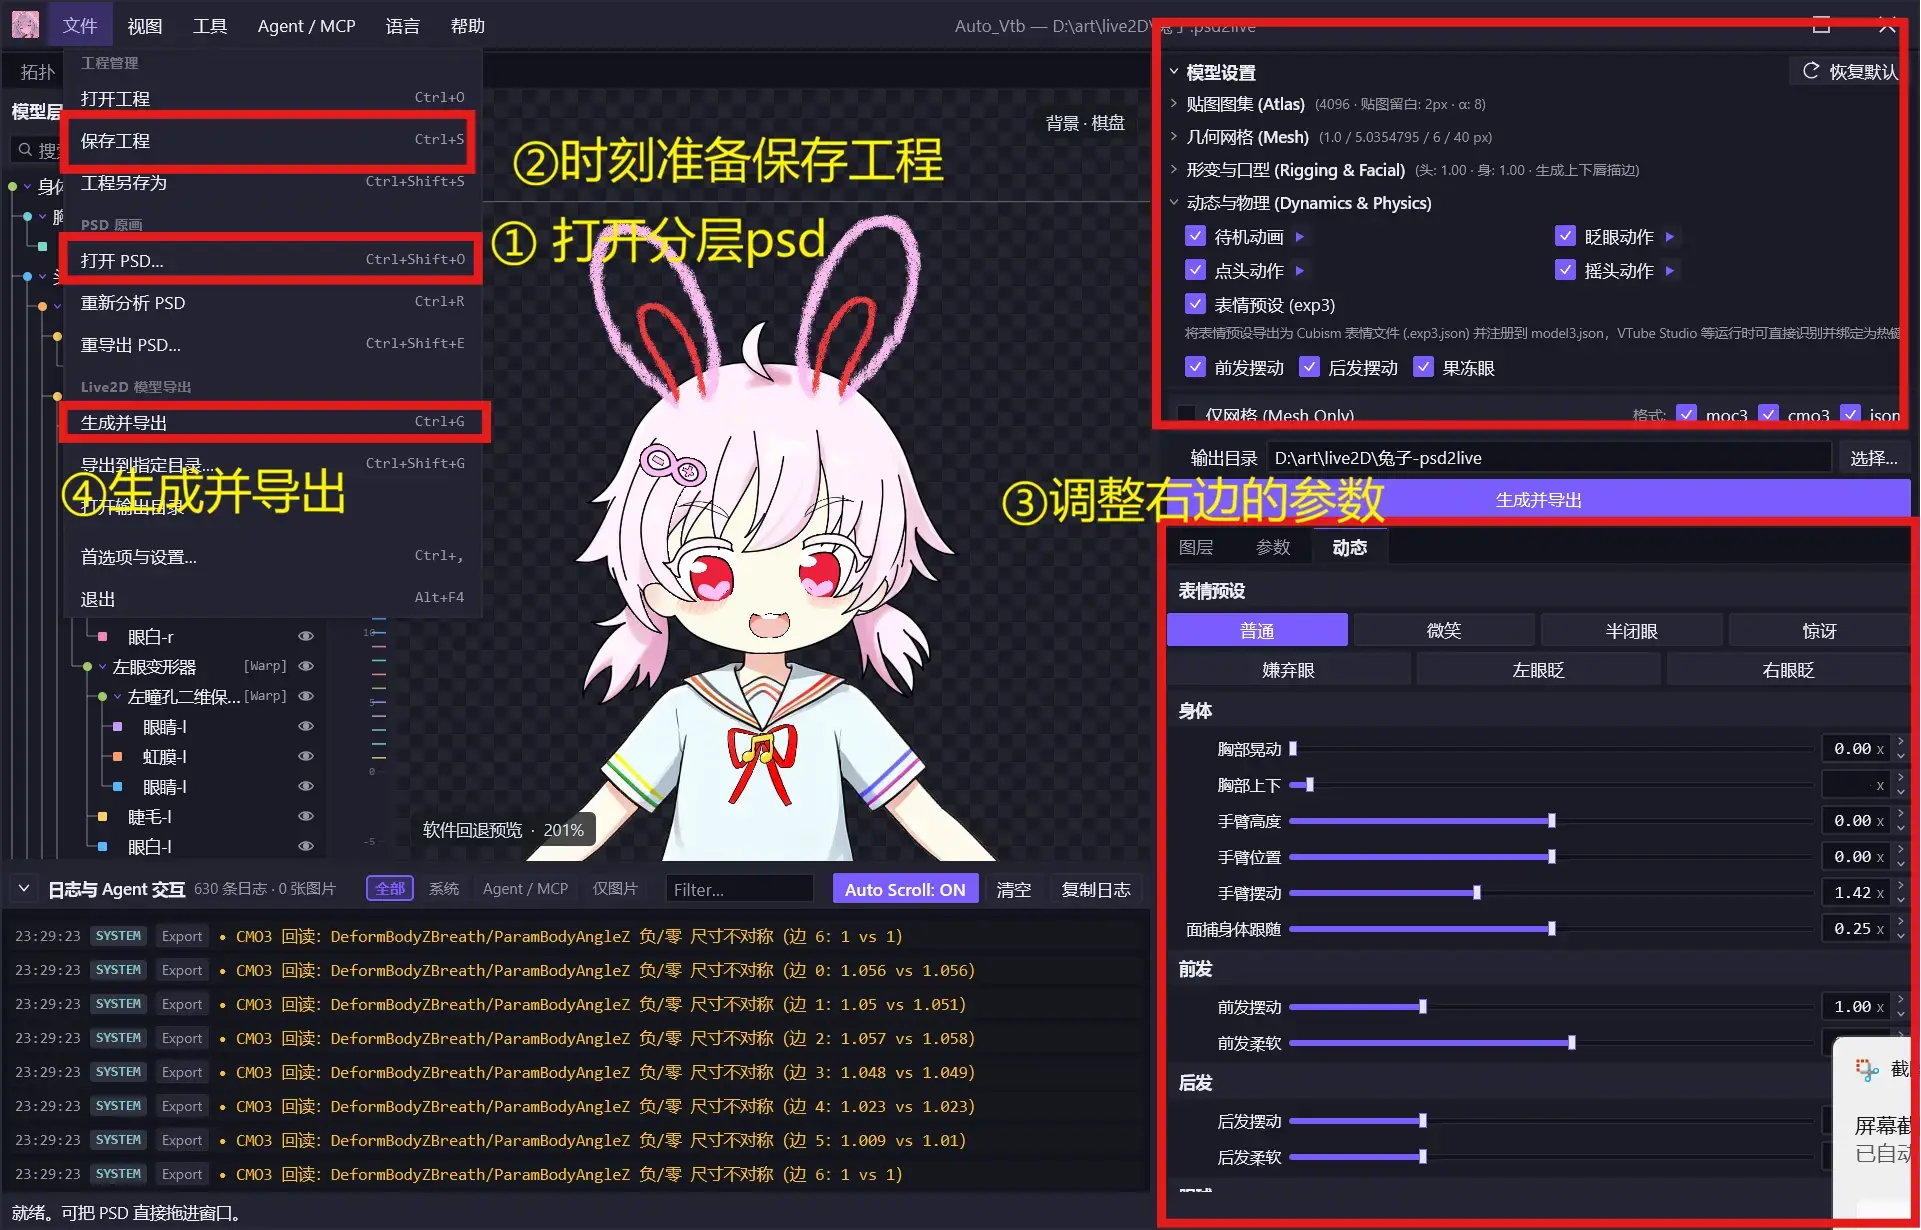 文件 视图 工具 Agent / MCP 语言 帮助 Auto_Vtb — D:\art\live2D\兔子.psd2live
拓扑
模型层
身体
工程管理
打开工程 Ctrl+O
保存工程 Ctrl+S
工程另存为 Ctrl+Shift+S
PSD 原画
打开 PSD... Ctrl+Shift+O
重新分析 PSD Ctrl+R
重导出 PSD... Ctrl+Shift+E
Live2D 模型导出
生成并导出 Ctrl+G
导出到指定目录... Ctrl+Shift+G
打开输出目录
首选项与设置... Ctrl+,
退出 Alt+F4
②时刻准备保存工程
① 打开分层psd
④生成并导出
③调整右边的参数
背景 · 棋盘
眼白-r
左眼变形器 [Warp]
左瞳孔二维保... [Warp]
眼睛-l
虹膜-l
眼睛-l
睫毛-l
眼白-l
10
5
0
-5
软件回退预览 · 201%
模型设置 恢复默认
贴图图集 (Atlas) (4096 · 贴图留白: 2px · α: 8)
几何网格 (Mesh) (1.0 / 5.0354795 / 6 / 40 px)
形变与口型 (Rigging & Facial) (头: 1.00 · 身: 1.00 · 生成上下唇描边)
动态与物理 (Dynamics & Physics)
待机动画 眨眼动作
点头动作 摇头动作
表情预设 (exp3)
将表情预设导出为 Cubism 表情文件 (.exp3.json) 并注册到 model3.json，VTube Studio 等运行时可直接识别并绑定为热键
前发摆动 后发摆动 果冻眼
仅网格 (Mesh Only) 格式: moc3 cmo3 json
输出目录 D:\art\live2D\兔子-psd2live 选择...
生成并导出
图层 参数 动态
表情预设
普通 微笑 半闭眼 惊讶
嫌弃眼 左眼眨 右眼眨
身体
胸部晃动 0.00 x
胸部上下 x
手臂高度 0.00 x
手臂位置 0.00 x
手臂摆动 1.42 x
面捕身体跟随 0.25 x
前发
前发摆动 1.00 x
前发柔软
后发
后发摆动
后发柔软
屏幕截
已自动
日志与 Agent 交互 630 条日志 · 0 张图片 全部 系统 Agent / MCP 仅图片 Filter... Auto Scroll: ON 清空 复制日志
23:29:23 SYSTEM Export • CMO3 回读: DeformBodyZBreath/ParamBodyAngleZ 负/零 尺寸不对称 (边 6: 1 vs 1)
23:29:23 SYSTEM Export • CMO3 回读: DeformBodyZBreath/ParamBodyAngleZ 负/零 尺寸不对称 (边 0: 1.056 vs 1.056)
23:29:23 SYSTEM Export • CMO3 回读: DeformBodyZBreath/ParamBodyAngleZ 负/零 尺寸不对称 (边 1: 1.05 vs 1.051)
23:29:23 SYSTEM Export • CMO3 回读: DeformBodyZBreath/ParamBodyAngleZ 负/零 尺寸不对称 (边 2: 1.057 vs 1.058)
23:29:23 SYSTEM Export • CMO3 回读: DeformBodyZBreath/ParamBodyAngleZ 负/零 尺寸不对称 (边 3: 1.048 vs 1.049)
23:29:23 SYSTEM Export • CMO3 回读: DeformBodyZBreath/ParamBodyAngleZ 负/零 尺寸不对称 (边 4: 1.023 vs 1.023)
23:29:23 SYSTEM Export • CMO3 回读: DeformBodyZBreath/ParamBodyAngleZ 负/零 尺寸不对称 (边 5: 1.009 vs 1.01)
23:29:23 SYSTEM Export • CMO3 回读: DeformBodyZBreath/ParamBodyAngleZ 负/零 尺寸不对称 (边 6: 1 vs 1)
就绪。可把 PSD 直接拖进窗口。